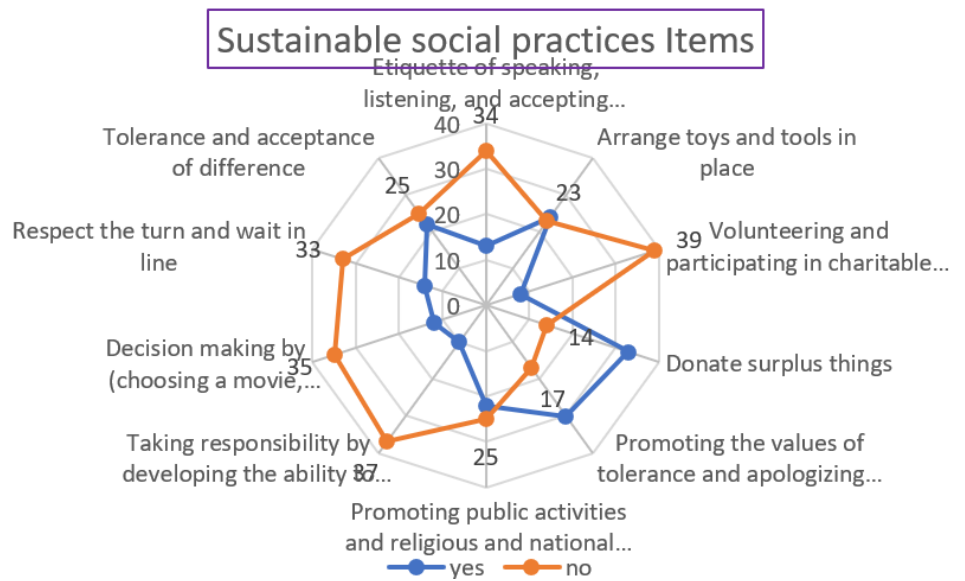 Sustainable social practices Items
Etiquette of speaking,
listening, and accepting...
34
40
30
20
10
0
Arrange toys and tools in
place
23
Volunteering and
participating in charitable...
39
Donate surplus things
14
Promoting the values of
tolerance and apologizing...
17
Promoting public activities
and religious and national...
25
Taking responsibility by
developing the ability to...
37
Decision making by
(choosing a movie,...
35
Respect the turn and wait in
line
33
Tolerance and acceptance
of difference
25
yes
no